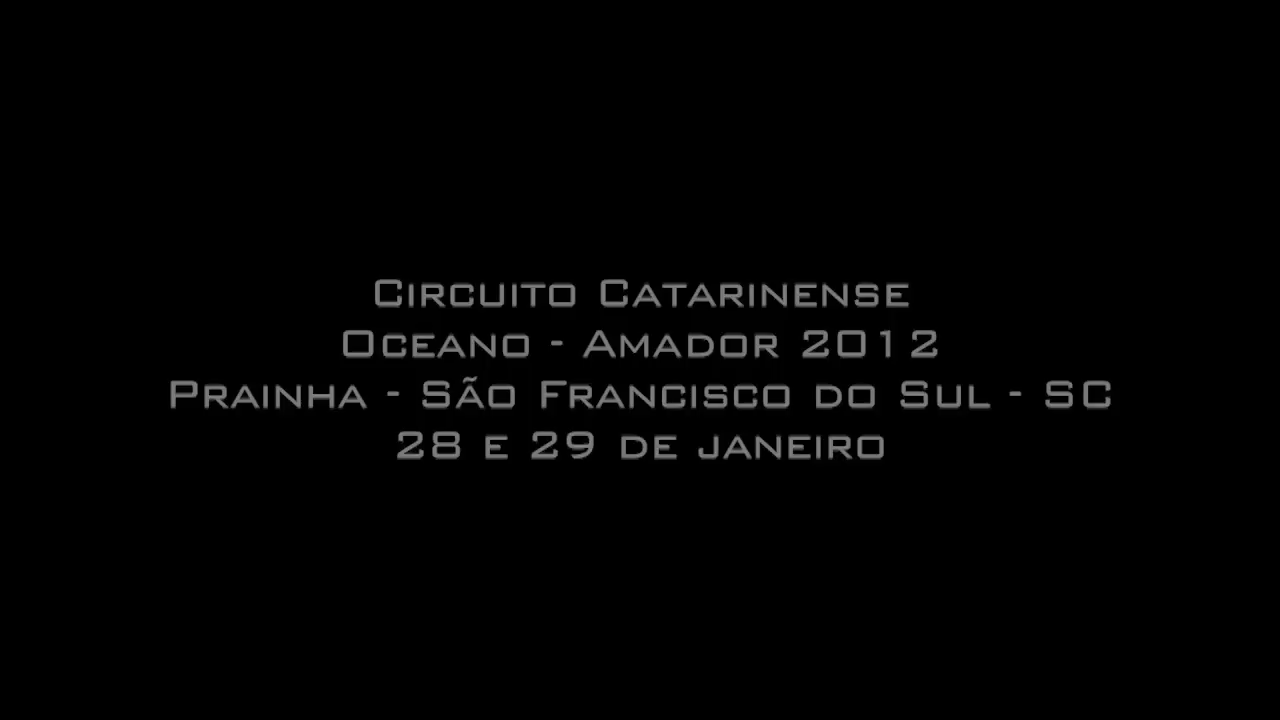 Circuito Catarinense
Oceano - Amador 2012
Prainha - São Francisco do Sul - SC
28 e 29 de janeiro